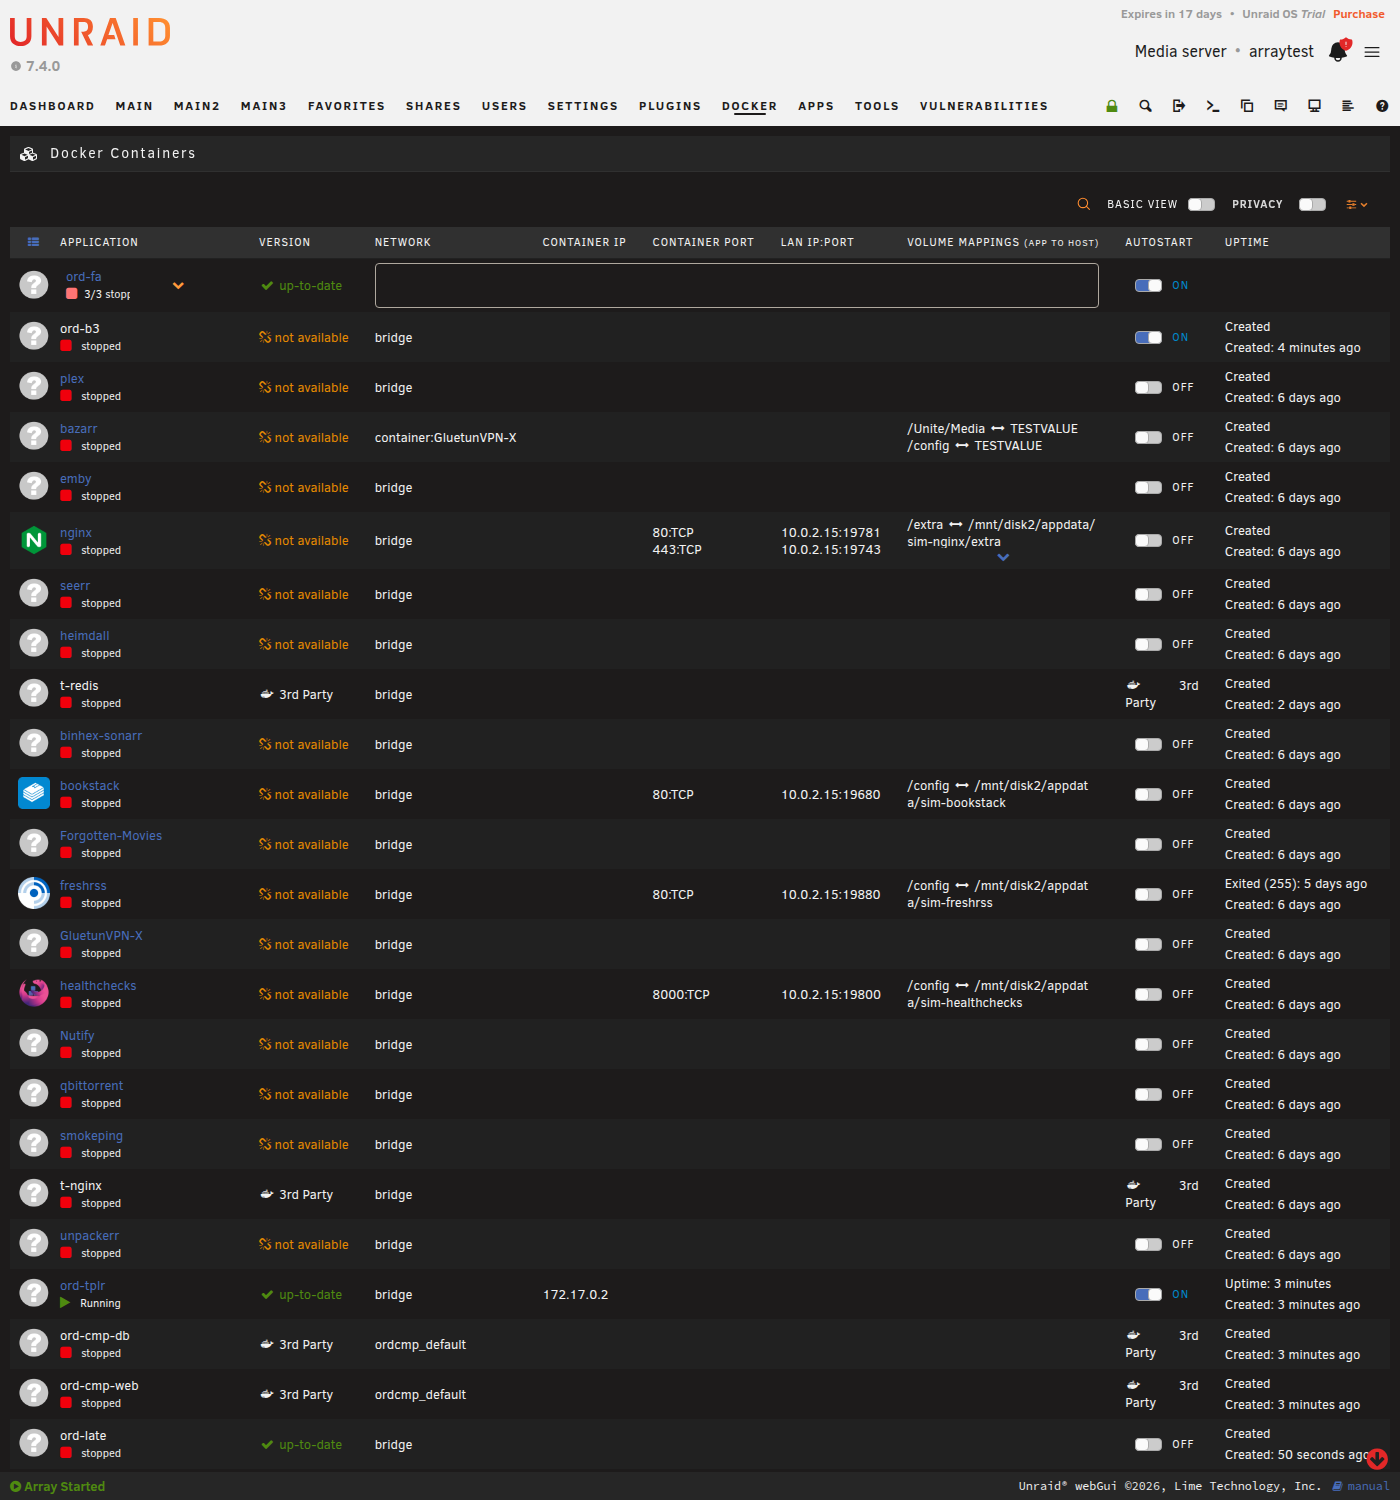 Expires in 17 days • Unraid OS Trial Purchase
UNRAID
7.4.0
Media server • arraytest
DASHBOARD MAIN MAIN2 MAIN3 FAVORITES SHARES USERS SETTINGS PLUGINS DOCKER APPS TOOLS VULNERABILITIES
Docker Containers
BASIC VIEW PRIVACY
APPLICATION VERSION NETWORK CONTAINER IP CONTAINER PORT LAN IP:PORT VOLUME MAPPINGS (APP TO HOST) AUTOSTART UPTIME
ord-fa
3/3 stopp
up-to-date
ON
ord-b3
stopped
not available
bridge
ON
Created
Created: 4 minutes ago
plex
stopped
not available
bridge
OFF
Created
Created: 6 days ago
bazarr
stopped
not available
container:GluetunVPN-X
/Unite/Media ↔ TESTVALUE
/config ↔ TESTVALUE
OFF
Created
Created: 6 days ago
emby
stopped
not available
bridge
OFF
Created
Created: 6 days ago
nginx
stopped
not available
bridge
80:TCP
443:TCP
10.0.2.15:19781
10.0.2.15:19743
/extra ↔ /mnt/disk2/appdata/
sim-nginx/extra
OFF
Created
Created: 6 days ago
seerr
stopped
not available
bridge
OFF
Created
Created: 6 days ago
heimdall
stopped
not available
bridge
OFF
Created
Created: 6 days ago
t-redis
stopped
3rd Party
bridge
3rd
Party
Created
Created: 2 days ago
binhex-sonarr
stopped
not available
bridge
OFF
Created
Created: 6 days ago
bookstack
stopped
not available
bridge
80:TCP
10.0.2.15:19680
/config ↔ /mnt/disk2/appdat
a/sim-bookstack
OFF
Created
Created: 6 days ago
Forgotten-Movies
stopped
not available
bridge
OFF
Created
Created: 6 days ago
freshrss
stopped
not available
bridge
80:TCP
10.0.2.15:19880
/config ↔ /mnt/disk2/appdat
a/sim-freshrss
OFF
Exited (255): 5 days ago
Created: 6 days ago
GluetunVPN-X
stopped
not available
bridge
OFF
Created
Created: 6 days ago
healthchecks
stopped
not available
bridge
8000:TCP
10.0.2.15:19800
/config ↔ /mnt/disk2/appdat
a/sim-healthchecks
OFF
Created
Created: 6 days ago
Nutify
stopped
not available
bridge
OFF
Created
Created: 6 days ago
qbittorrent
stopped
not available
bridge
OFF
Created
Created: 6 days ago
smokeping
stopped
not available
bridge
OFF
Created
Created: 6 days ago
t-nginx
stopped
3rd Party
bridge
3rd
Party
Created
Created: 6 days ago
unpackerr
stopped
not available
bridge
OFF
Created
Created: 6 days ago
ord-tplr
Running
up-to-date
bridge
172.17.0.2
ON
Uptime: 3 minutes
Created: 3 minutes ago
ord-cmp-db
stopped
3rd Party
ordcmp_default
3rd
Party
Created
Created: 3 minutes ago
ord-cmp-web
stopped
3rd Party
ordcmp_default
3rd
Party
Created
Created: 3 minutes ago
ord-late
stopped
up-to-date
bridge
OFF
Created
Created: 50 seconds ago
Array Started
Unraid® webGui ©2026, Lime Technology, Inc. manual